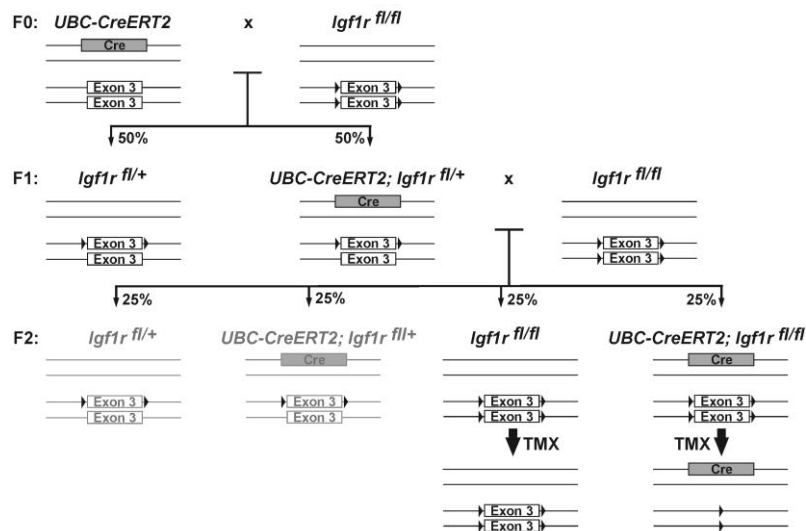 F0: UBC-CreERT2 x Igf1r fl/fl
Cre
Exon 3 Exon 3
Exon 3 Exon 3
50% 50%
F1: Igf1r fl/+ UBC-CreERT2; Igf1r fl/+ x Igf1r fl/fl
Cre
Exon 3 Exon 3 Exon 3
Exon 3 Exon 3 Exon 3
25% 25% 25% 25%
F2: Igf1r fl/+ UBC-CreERT2; Igf1r fll+ Igf1r fl/fl UBC-CreERT2; Igf1r fl/fl
Cre Cre
Exon 3 Exon 3 Exon 3 Exon 3
Exon 3 Exon 3 Exon 3 Exon 3
TMX TMX
Cre
Exon 3
Exon 3